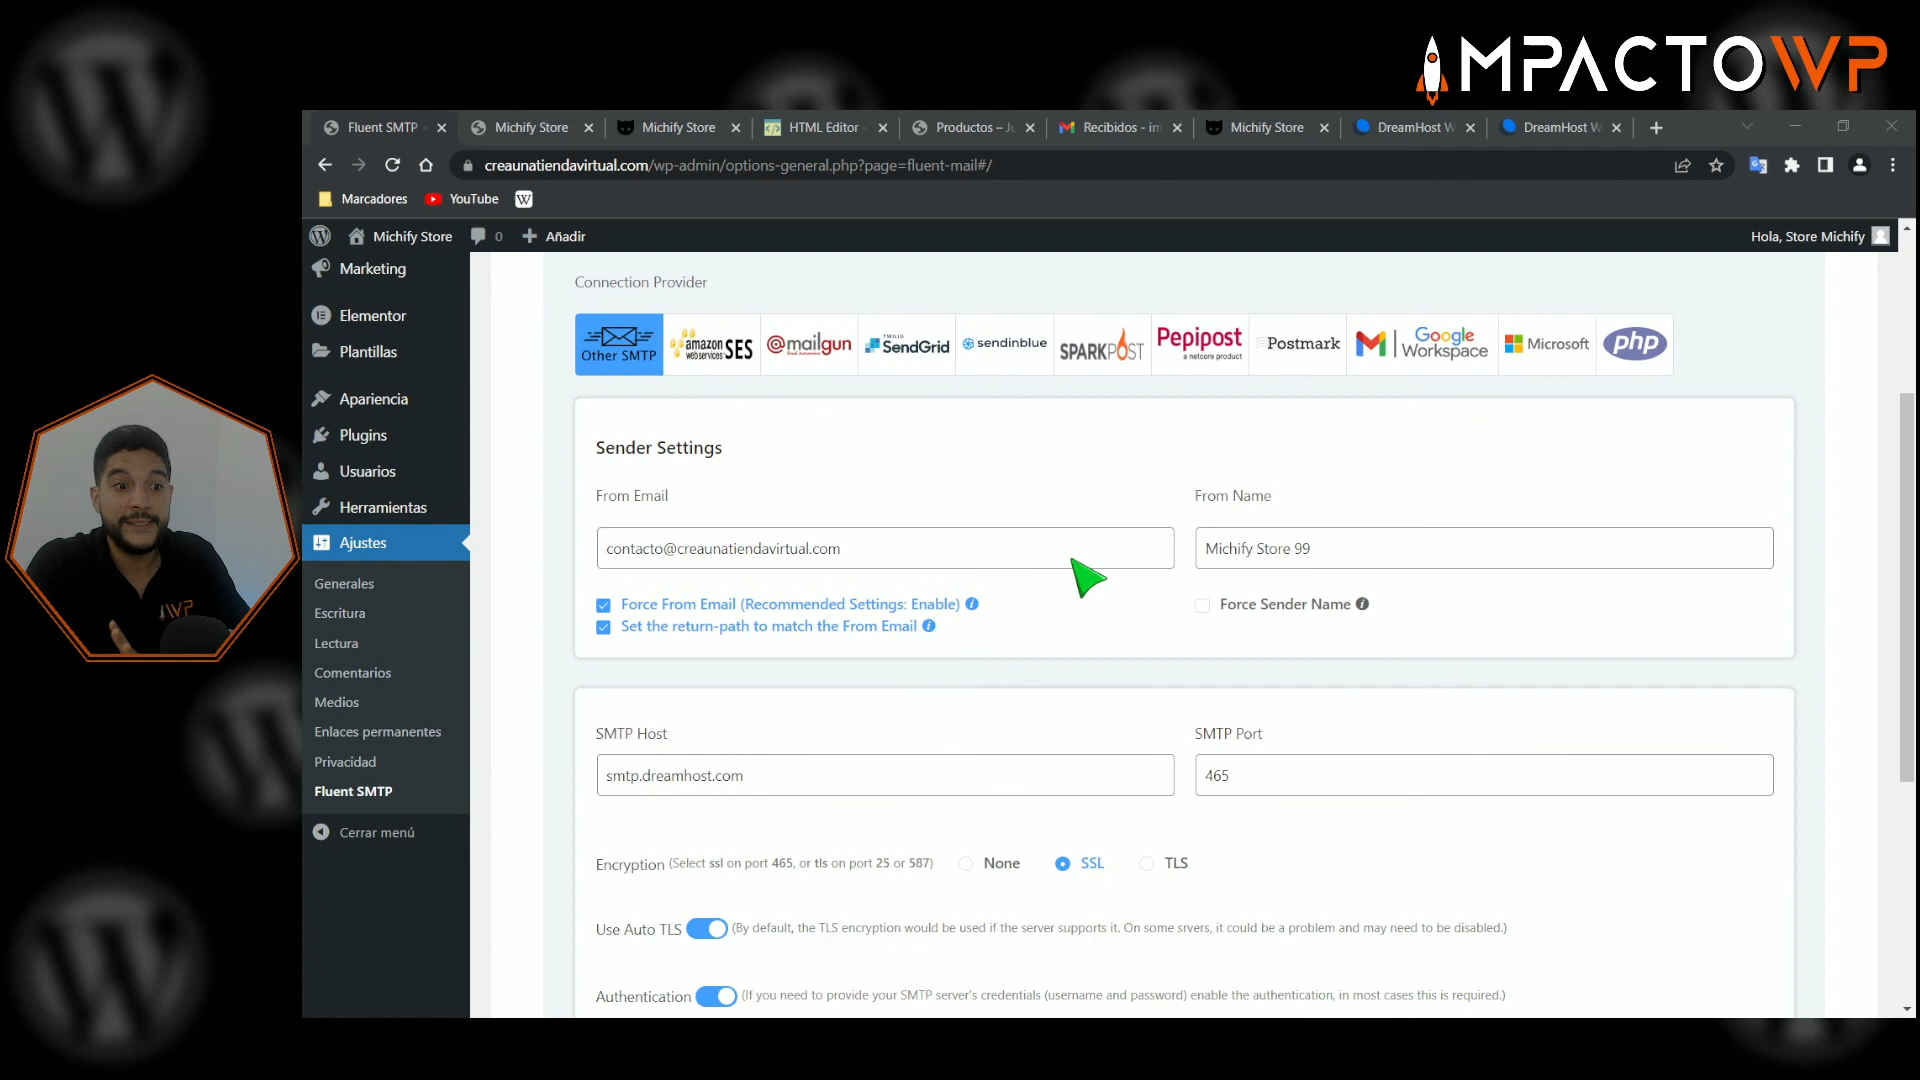 IMPACTOWP
Fluent SMTP
Michify Store
Michify Store
HTML Editor
Productos – Ju
Recibidos - im
Michify Store
DreamHost W
DreamHost W
creaunatiendavirtual.com/wp-admin/options-general.php?page=fluent-mail#/
Marcadores
YouTube
W
Michify Store
0
Añadir
Hola, Store Michify
Marketing
Elementor
Plantillas
Apariencia
Plugins
Usuarios
Herramientas
Ajustes
Generales
Escritura
Lectura
Comentarios
Medios
Enlaces permanentes
Privacidad
Fluent SMTP
Cerrar menú
Connection Provider
Other SMTP
amazon webservices SES
mailgun
TWILIO SendGrid
sendinblue
SPARKPOST
Pepipost
a netcore product
Postmark
Google Workspace
Microsoft
php
Sender Settings
From Email
From Name
contacto@creaunatiendavirtual.com
Michify Store 99
Force From Email (Recommended Settings: Enable)
Force Sender Name
Set the return-path to match the From Email
SMTP Host
SMTP Port
smtp.dreamhost.com
465
Encryption (Select ssl on port 465, or tls on port 25 or 587)
None
SSL
TLS
Use Auto TLS (By default, the TLS encryption would be used if the server supports it. On some srvers, it could be a problem and may need to be disabled.)
Authentication (If you need to provide your SMTP server's credentials (username and password) enable the authentication, in most cases this is required.)
WP